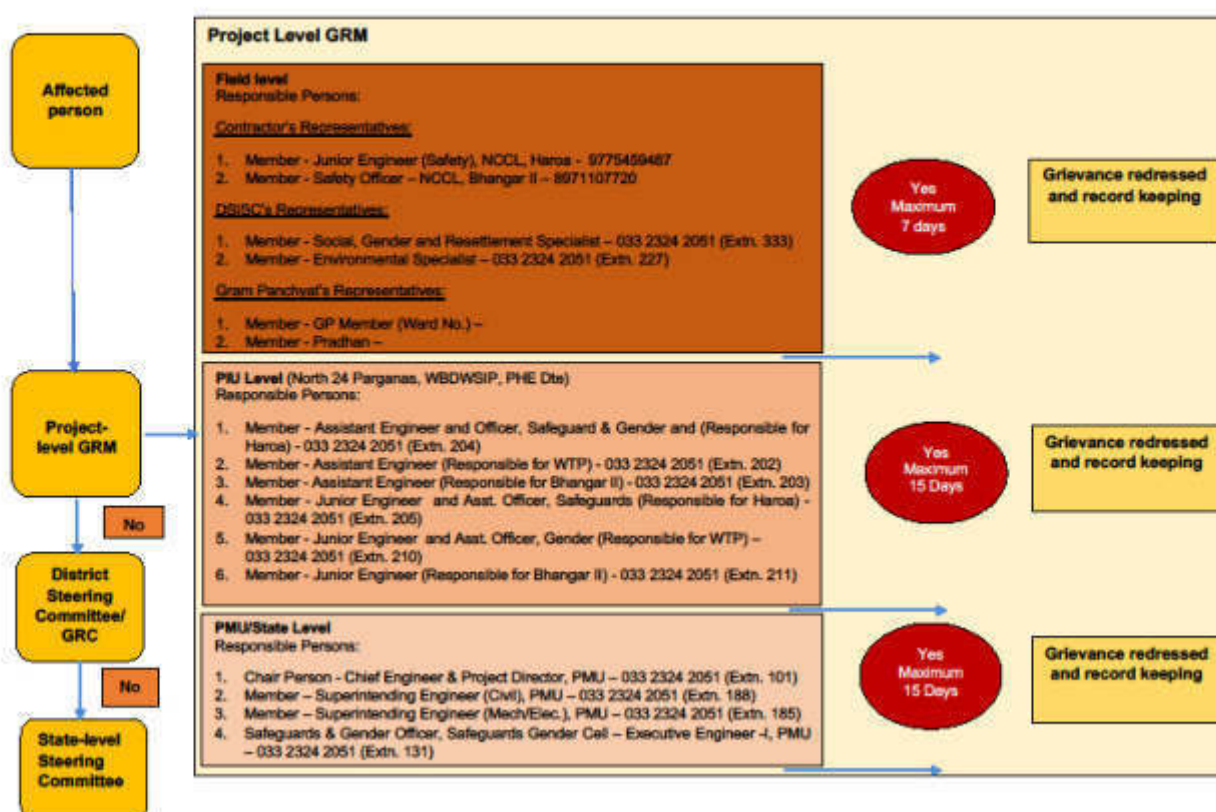 Affected
person
Project-
level GRM
No
District
Steering
Committee/
GRC
No
State-level
Steering
Committee
Project Level GRM
Field level
Responsible Persons:
Contractor's Representatives:
1. Member - Junior Engineer (Safety), NCCL, Haroa - 9775459487
2. Member - Safety Officer – NCCL, Bhangar II – 8971107720
DSISC's Representatives:
1. Member - Social, Gender and Resettlement Specialist – 033 2324 2051 (Extn. 333)
2. Member - Environmental Specialist – 033 2324 2051 (Extn. 227)
Gram Panchyat's Representatives:
1. Member - GP Member (Ward No.) –
2. Member - Pradhan –
Yes
Maximum
7 days
Grievance redressed
and record keeping
PIU Level (North 24 Parganas, WBDWSIP, PHE Dte)
Responsible Persons:
1. Member - Assistant Engineer and Officer, Safeguard & Gender and (Responsible for
Haroa) - 033 2324 2051 (Extn. 204)
2. Member - Assistant Engineer (Responsible for WTP) - 033 2324 2051 (Extn. 202)
3. Member - Assistant Engineer (Responsible for Bhangar II) - 033 2324 2051 (Extn. 203)
4. Member - Junior Engineer and Asst. Officer, Safeguards (Responsible for Haroa) -
033 2324 2051 (Extn. 205)
5. Member - Junior Engineer and Asst. Officer, Gender (Responsible for WTP) –
033 2324 2051 (Extn. 210)
6. Member - Junior Engineer (Responsible for Bhangar II) - 033 2324 2051 (Extn. 211)
Yes
Maximum
15 Days
Grievance redressed
and record keeping
PMU/State Level
Responsible Persons:
1. Chair Person - Chief Engineer & Project Director, PMU – 033 2324 2051 (Extn. 101)
2. Member – Superintending Engineer (Civil), PMU – 033 2324 2051 (Extn. 188)
3. Member – Superintending Engineer (Mech/Elec.), PMU – 033 2324 2051 (Extn. 185)
4. Safeguards & Gender Officer, Safeguards Gender Cell – Executive Engineer -I, PMU
– 033 2324 2051 (Extn. 131)
Yes
Maximum
15 Days
Grievance redressed
and record keeping